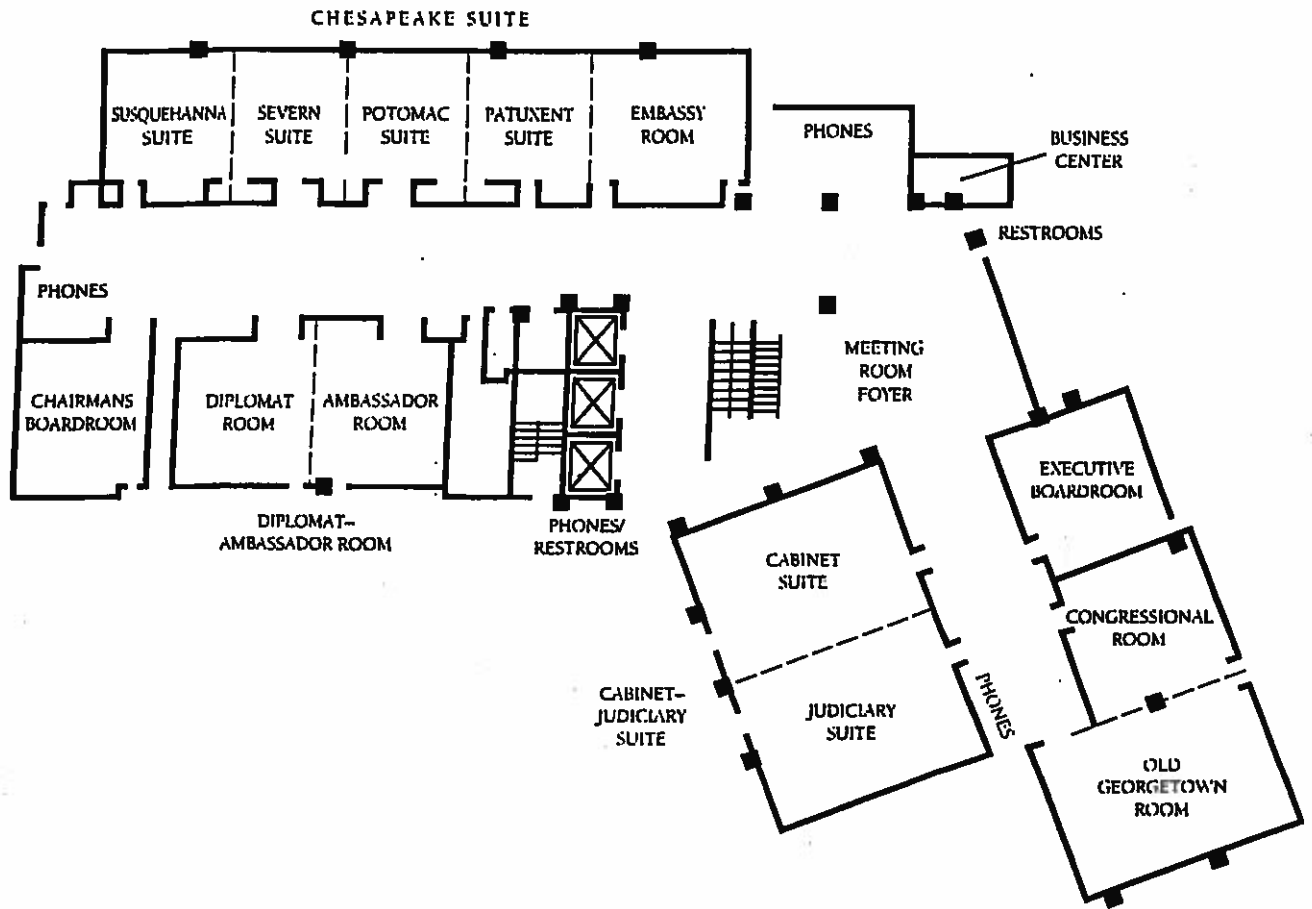 CHESAPEAKE SUITE
SUSQUEHANNA
SUITE
SEVERN
SUITE
POTOMAC
SUITE
PATUXENT
SUITE
EMBASSY
ROOM
PHONES
BUSINESS
CENTER
RESTROOMS
PHONES
CHAIRMANS
BOARDROOM
DIPLOMAT
ROOM
AMBASSADOR
ROOM
MEETING
ROOM
FOYER
EXECUTIVE
BOARDROOM
DIPLOMAT–
AMBASSADOR ROOM
PHONES/
RESTROOMS
CABINET
SUITE
CONGRESSIONAL
ROOM
CABINET–
JUDICIARY
SUITE
JUDICIARY
SUITE
PHONES
OLD
GEORGETOWN
ROOM